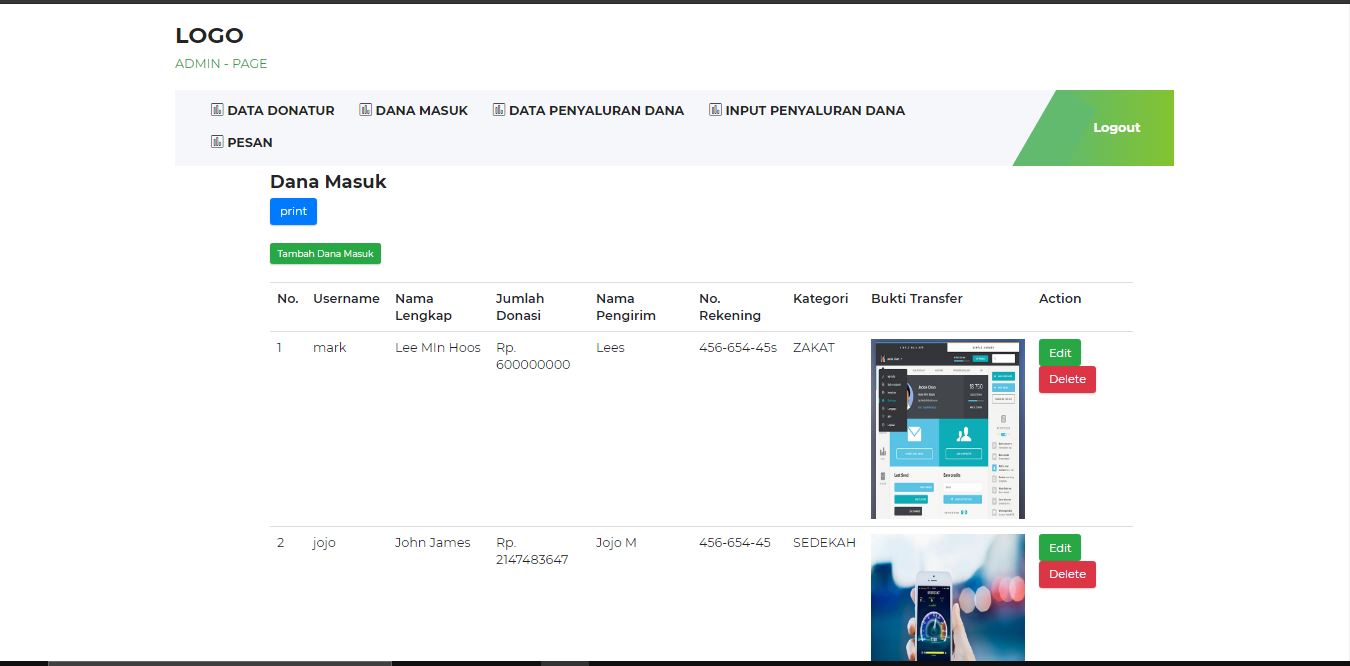 LOGO
ADMIN - PAGE
DATA DONATUR DANA MASUK DATA PENYALURAN DANA INPUT PENYALURAN DANA
PESAN
Logout
Dana Masuk
print
Tambah Dana Masuk
No. Username Nama Lengkap Jumlah Donasi Nama Pengirim No. Rekening Kategori Bukti Transfer Action
1 mark Lee MIn Hoos Rp. 600000000 Lees 456-654-45s ZAKAT
Edit
Delete
2 jojo John James Rp. 2147483647 Jojo M 456-654-45 SEDEKAH
Edit
Delete